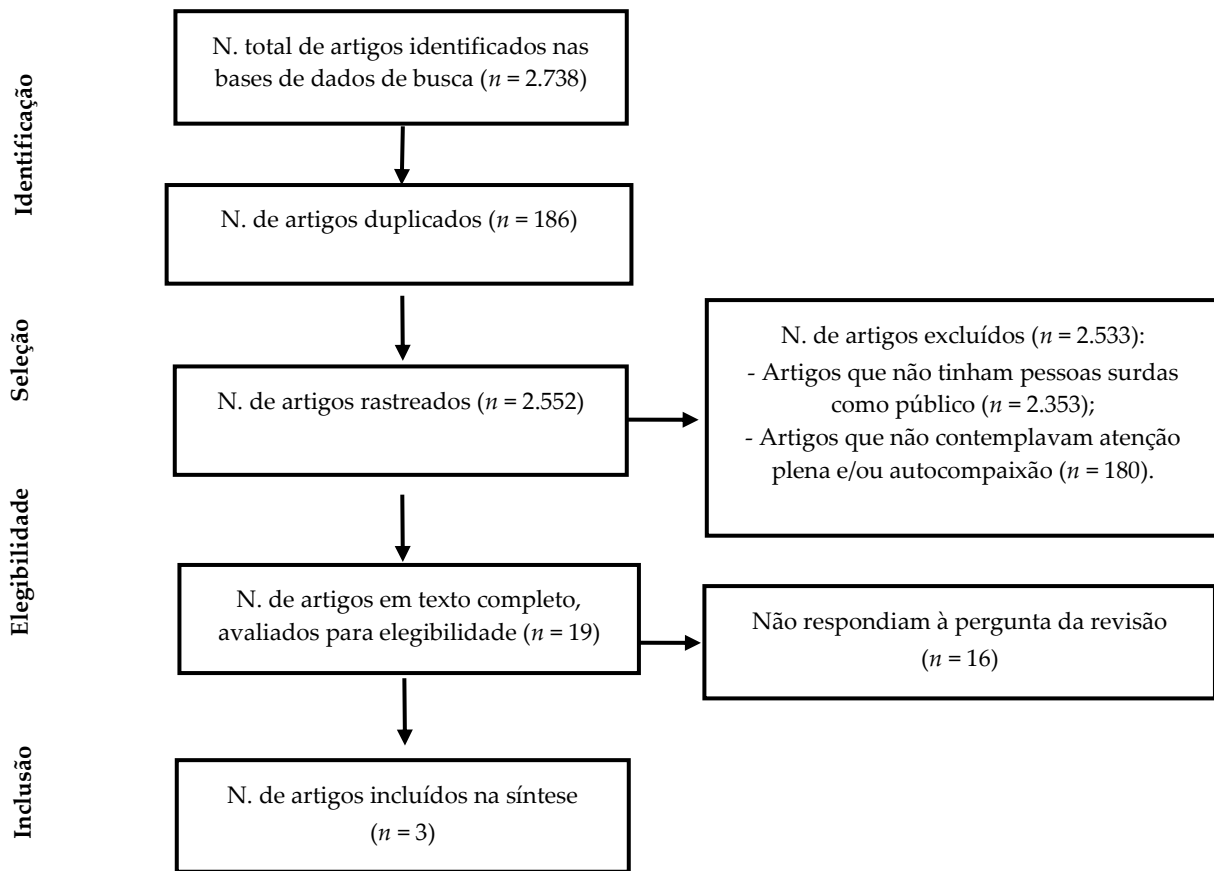 Identificação
N. total de artigos identificados nas
bases de dados de busca (n = 2.738)
N. de artigos duplicados (n = 186)
Seleção
N. de artigos rastreados (n = 2.552)
N. de artigos excluídos (n = 2.533):
- Artigos que não tinham pessoas surdas
como público (n = 2.353);
- Artigos que não contemplavam atenção
plena e/ou autocompaixão (n = 180).
Elegibilidade
N. de artigos em texto completo,
avaliados para elegibilidade (n = 19)
Não respondiam à pergunta da revisão
(n = 16)
Inclusão
N. de artigos incluídos na síntese
(n = 3)